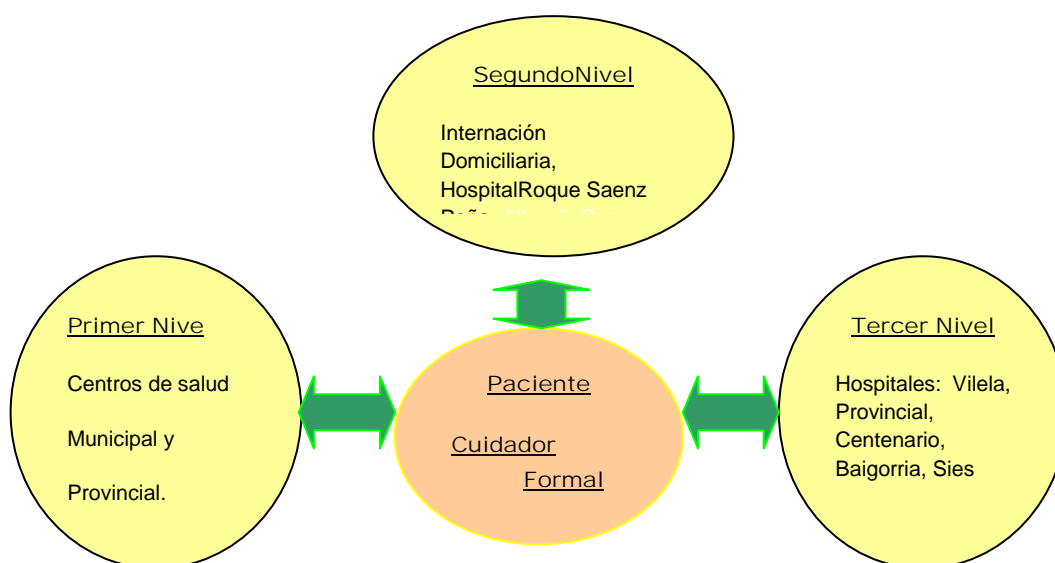 SegundoNivel
Internación
Domiciliaria,
HospitalRoque Saenz
Primer Nive
Centros de salud
Municipal y
Provincial.
Paciente
Cuidador
Formal
Tercer Nivel
Hospitales: Vilela,
Provincial,
Centenario,
Baigorria, Sies